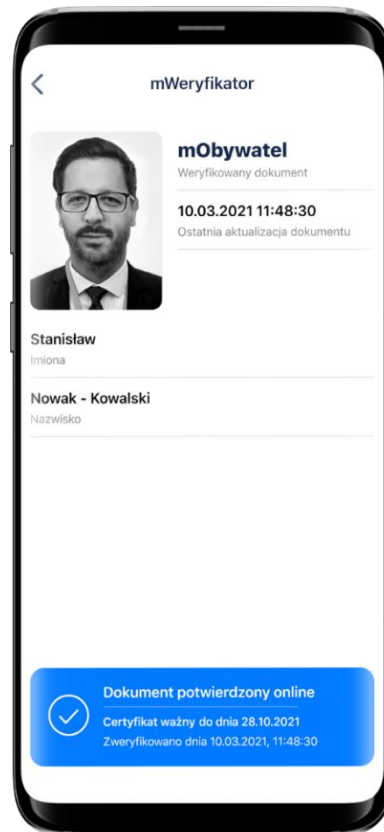 mWeryfikator
mObywatel
Weryfikowany dokument
10.03.2021 11:48:30
Ostatnia aktualizacja dokumentu
Stanisław
Imiona
Nowak - Kowalski
Nazwisko
Dokument potwierdzony online
Certyfikat ważny do dnia 28.10.2021
Zweryfikowano dnia 10.03.2021, 11:48:30